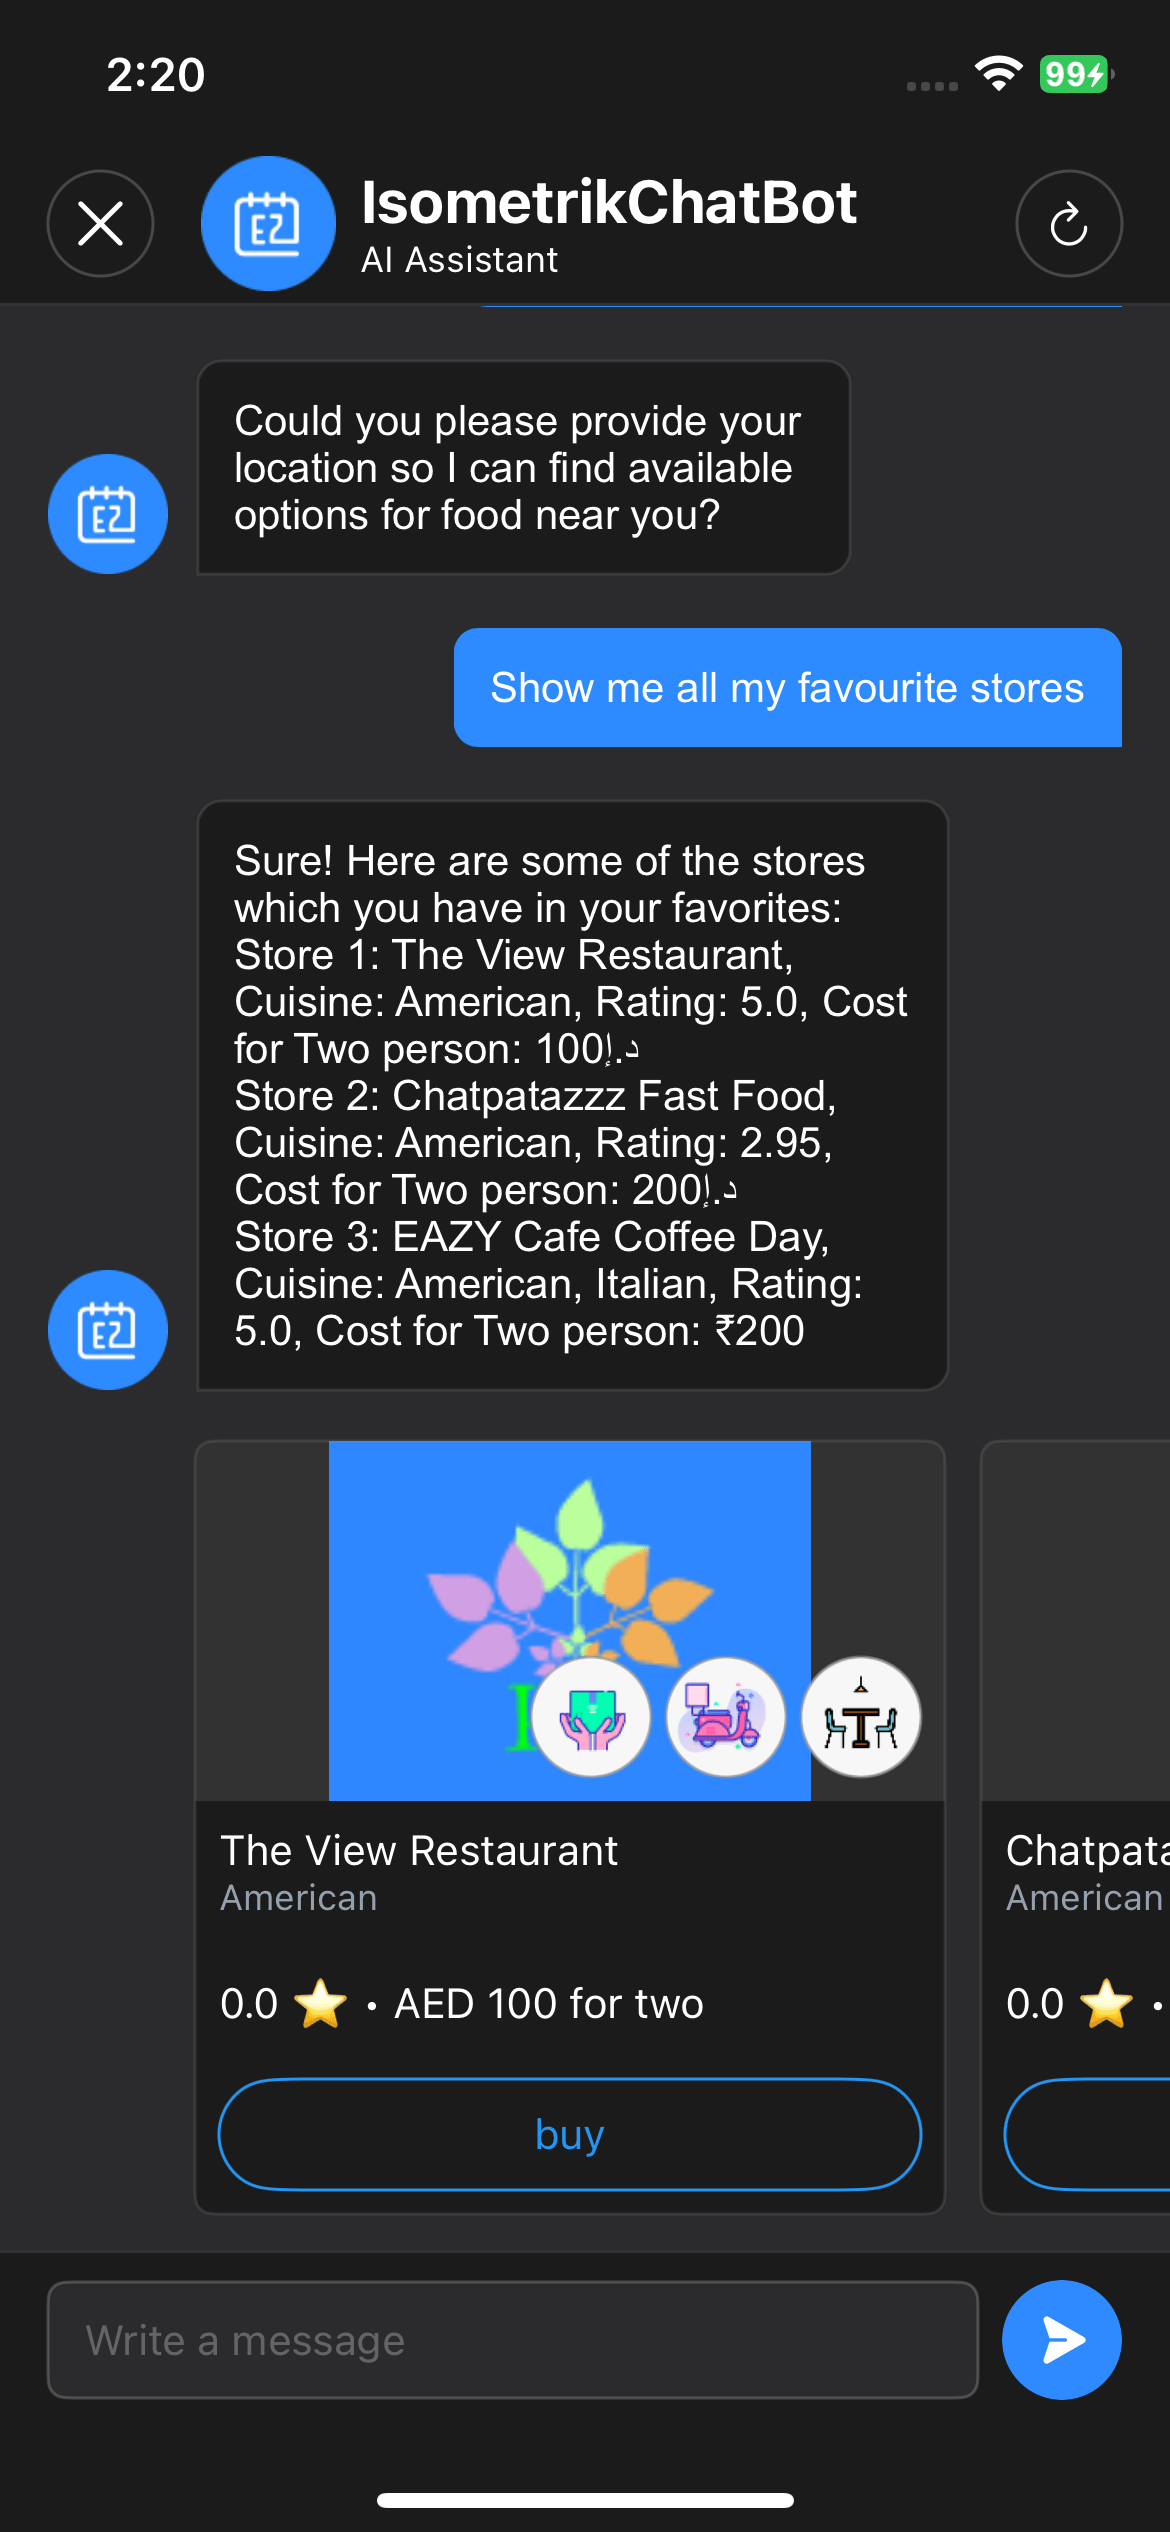 2:20
99
EZ
IsometrikChatBot
AI Assistant
Could you please provide your
location so I can find available
options for food near you?
EZ
Show me all my favourite stores
Sure! Here are some of the stores
which you have in your favorites:
Store 1: The View Restaurant,
Cuisine: American, Rating: 5.0, Cost
for Two person: 100د.إ
Store 2: Chatpatazzz Fast Food,
Cuisine: American, Rating: 2.95,
Cost for Two person: 200د.إ
Store 3: EAZY Cafe Coffee Day,
Cuisine: American, Italian, Rating:
5.0, Cost for Two person: ₹200
EZ
The View Restaurant
American
0.0 ⭐ • AED 100 for two
buy
American
0.0 ⭐ •
Write a message